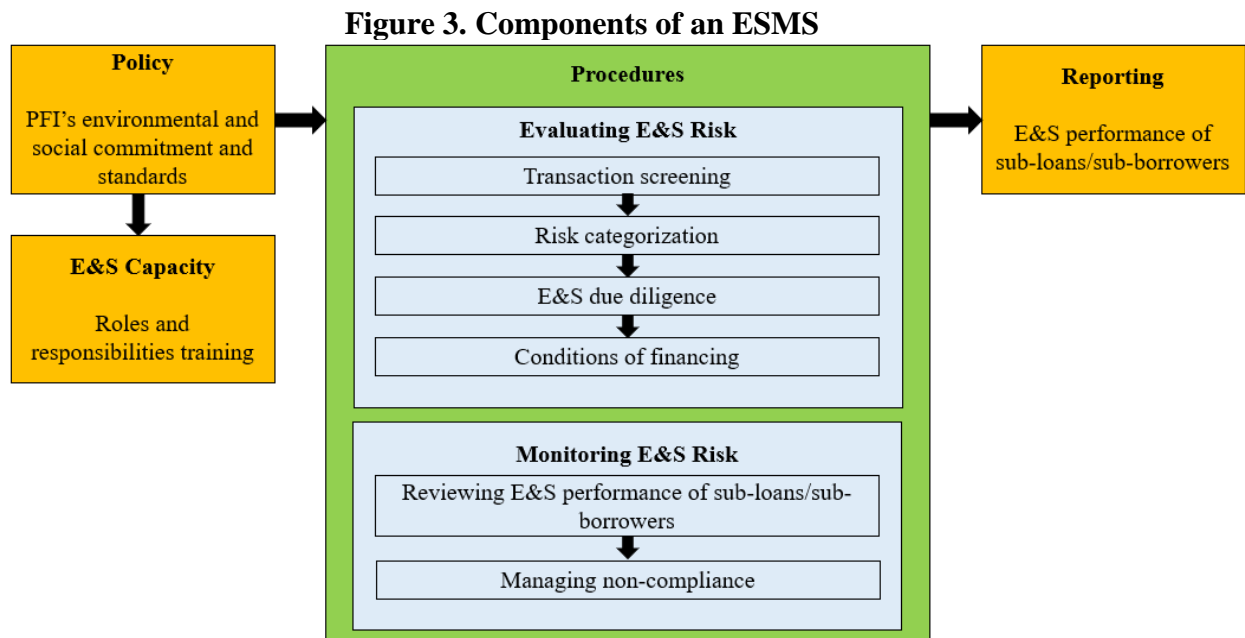 Figure 3. Components of an ESMS
Policy
PFI’s environmental and
social commitment and
standards
E&S Capacity
Roles and
responsibilities training
Procedures
Evaluating E&S Risk
Transaction screening
Risk categorization
E&S due diligence
Conditions of financing
Monitoring E&S Risk
Reviewing E&S performance of sub-loans/sub-
borrowers
Managing non-compliance
Reporting
E&S performance of
sub-loans/sub-borrowers